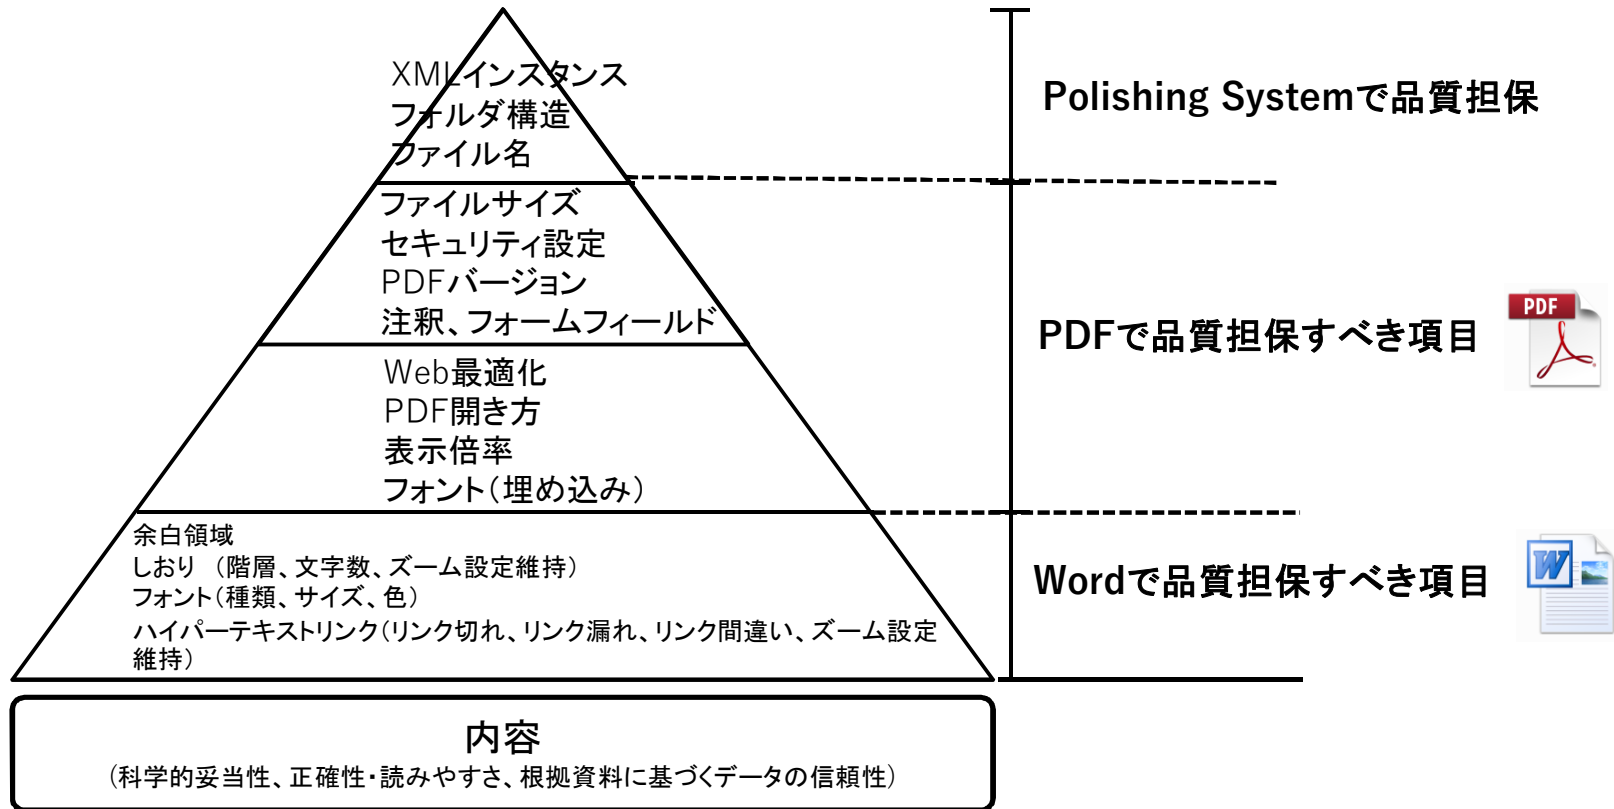 XMLインスタンス
フォルダ構造
ファイル名
Polishing Systemで品質担保
ファイルサイズ
セキュリティ設定
PDFバージョン
注釈、フォームフィールド
Web最適化
PDF開き方
表示倍率
フォント(埋め込み)
PDFで品質担保すべき項目
PDF
余白領域
しおり (階層、文字数、ズーム設定維持)
フォント(種類、サイズ、色)
ハイパーテキストリンク(リンク切れ、リンク漏れ、リンク間違い、ズーム設定
維持)
Wordで品質担保すべき項目
W
内容
(科学的妥当性、正確性・読みやすさ、根拠資料に基づくデータの信頼性)